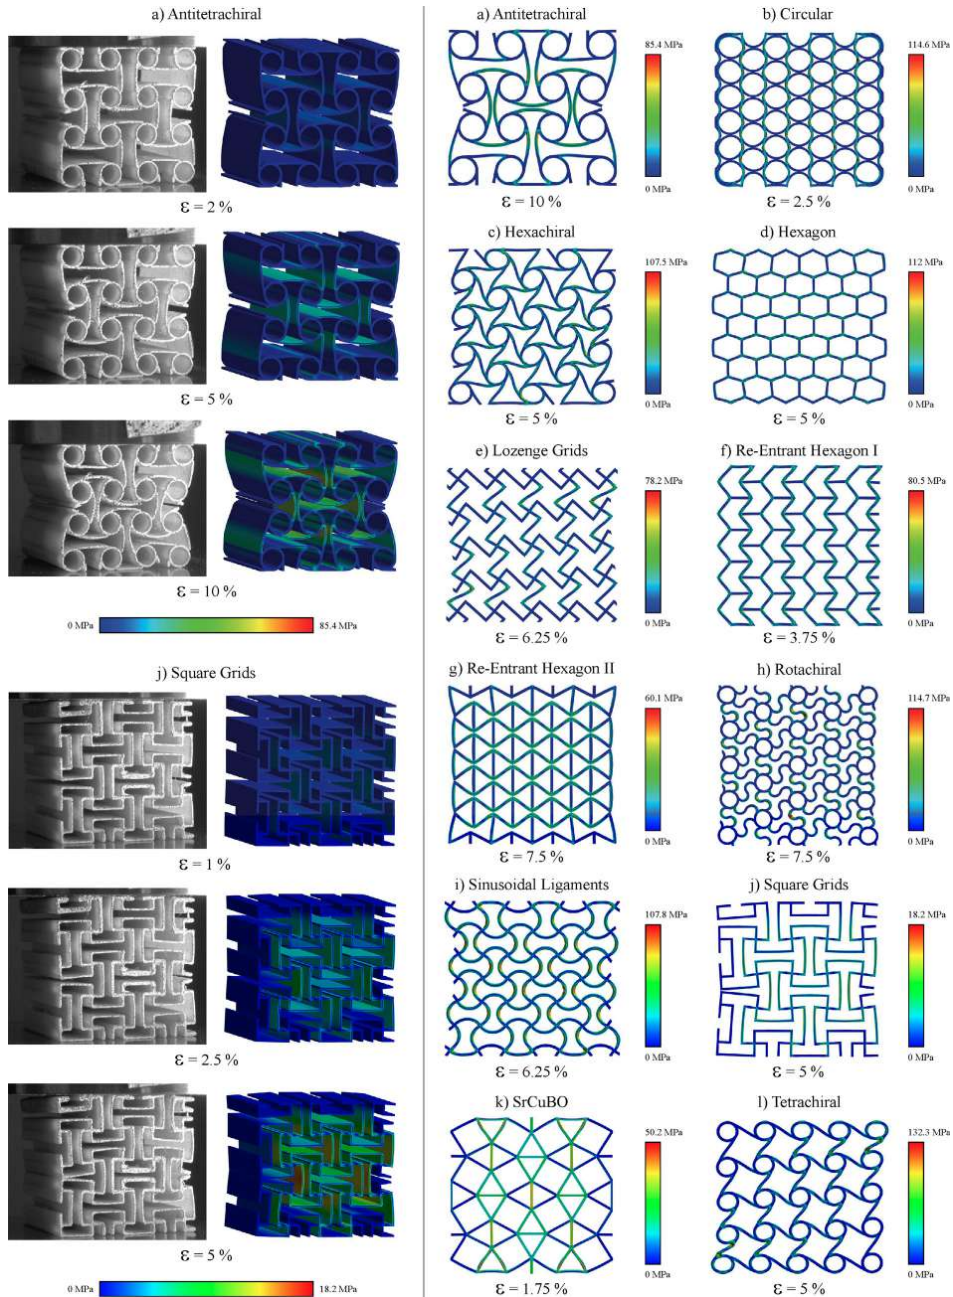 a) Antitetrachiral
ε = 2 %
ε = 5 %
ε = 10 %
0 MPa
85.4 MPa
j) Square Grids
ε = 1 %
ε = 2.5 %
ε = 5 %
0 MPa
18.2 MPa
a) Antitetrachiral
85.4 MPa
0 MPa
ε = 10 %
b) Circular
114.6 MPa
0 MPa
ε = 2.5 %
c) Hexachiral
107.5 MPa
0 MPa
ε = 5 %
d) Hexagon
112 MPa
0 MPa
ε = 5 %
e) Lozenge Grids
78.2 MPa
0 MPa
ε = 6.25 %
f) Re-Entrant Hexagon I
80.5 MPa
0 MPa
ε = 3.75 %
g) Re-Entrant Hexagon II
60.1 MPa
0 MPa
ε = 7.5 %
h) Rotachiral
114.7 MPa
0 MPa
ε = 7.5 %
i) Sinusoidal Ligaments
107.8 MPa
0 MPa
ε = 6.25 %
j) Square Grids
18.2 MPa
0 MPa
ε = 5 %
k) SrCuBO
50.2 MPa
0 MPa
ε = 1.75 %
l) Tetrachiral
132.3 MPa
0 MPa
ε = 5 %